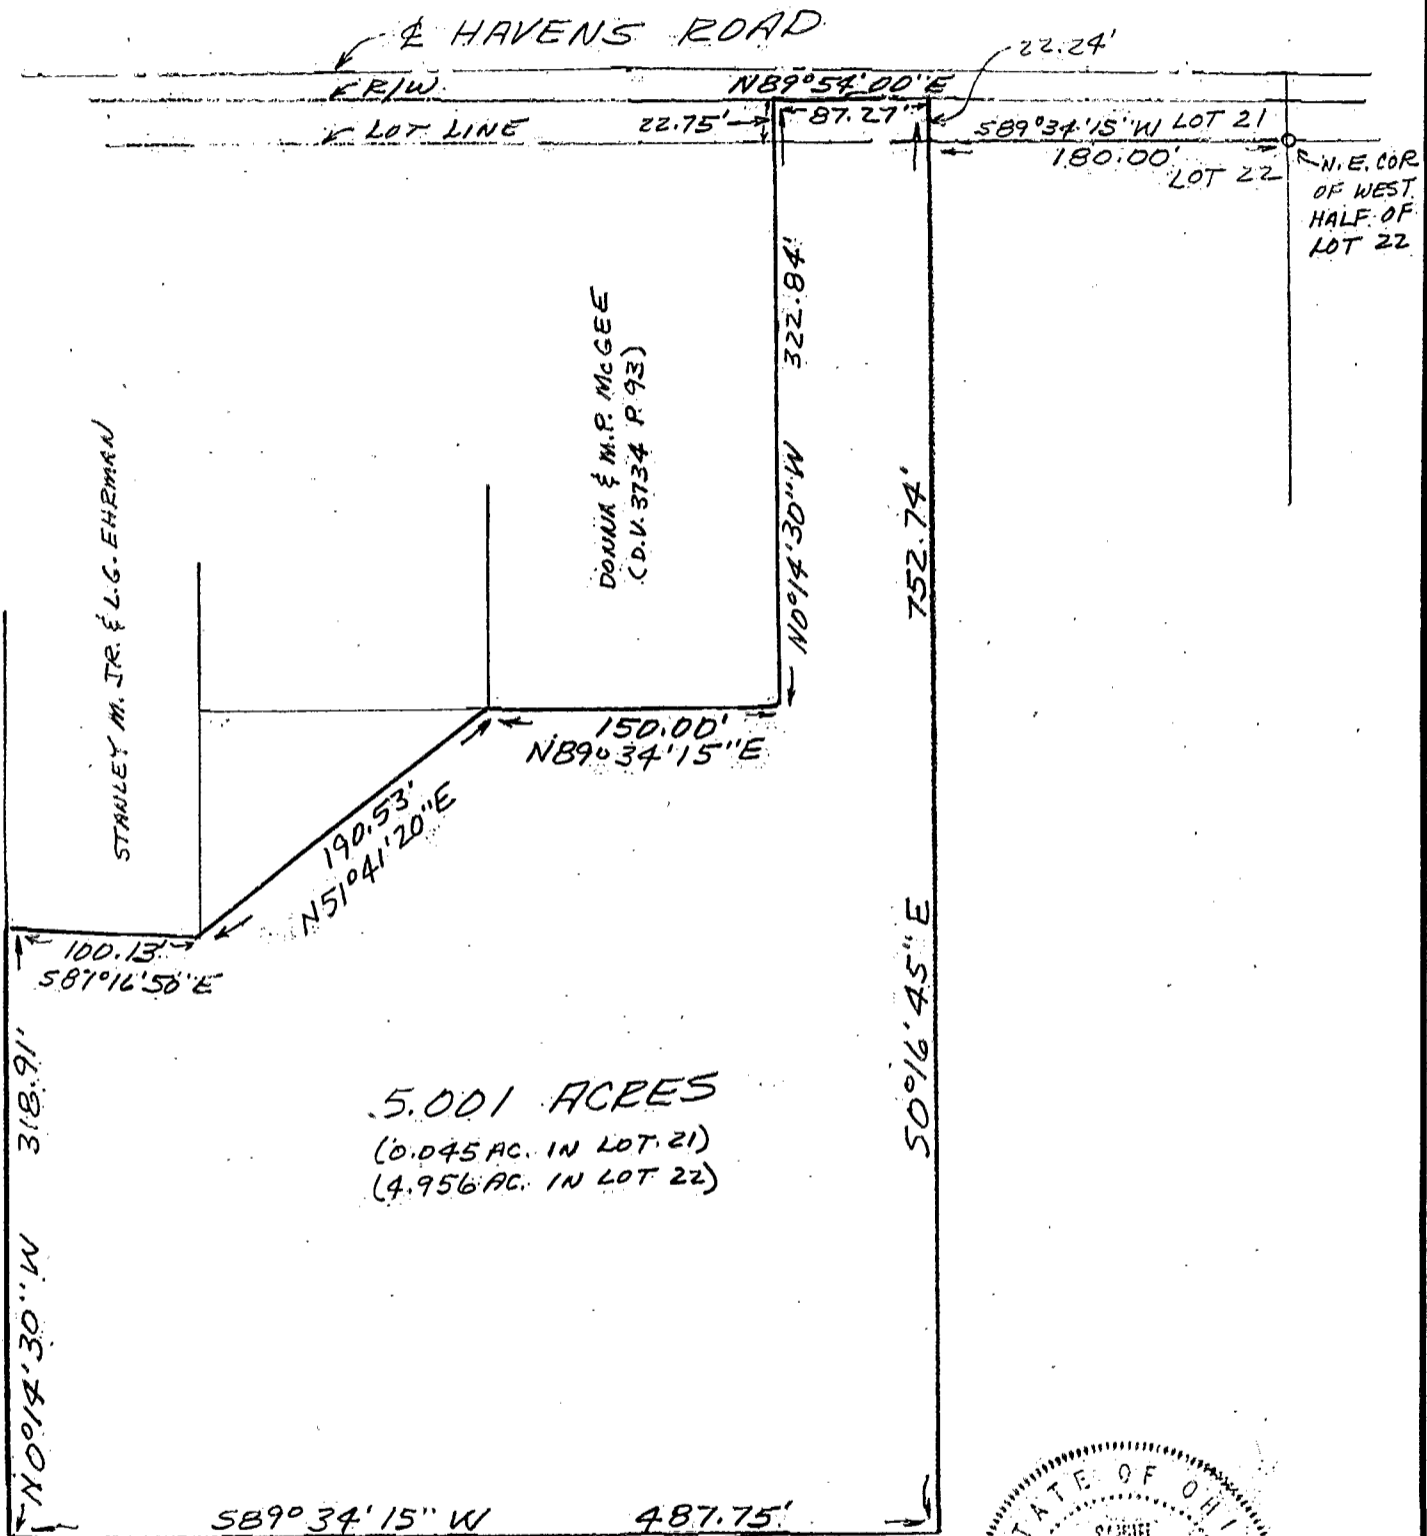 ℄ HAVENS ROAD
22.24'
R/W
N89°54'00"E
LOT LINE
22.75'
87.27'
S89°34'15"W LOT 21
180.00'
LOT 22
N.E. COR
OF WEST
HALF OF
LOT 22
322.84'
N0°14'30"W
DONNA & M.P. McGEE
(D.V. 3734 P. 93)
STANLEY M. JR. & L.G. EHRMAN
752.74'
S0°16'45"E
150.00'
N89°34'15"E
190.53'
N51°41'20"E
100.13'
S87°16'50"E
318.91'
N0°14'30"W
5.001 ACRES
(0.045 AC. IN LOT 21)
(4.956 AC. IN LOT 22)
S89°34'15"W 487.75'
TATE OF OHI